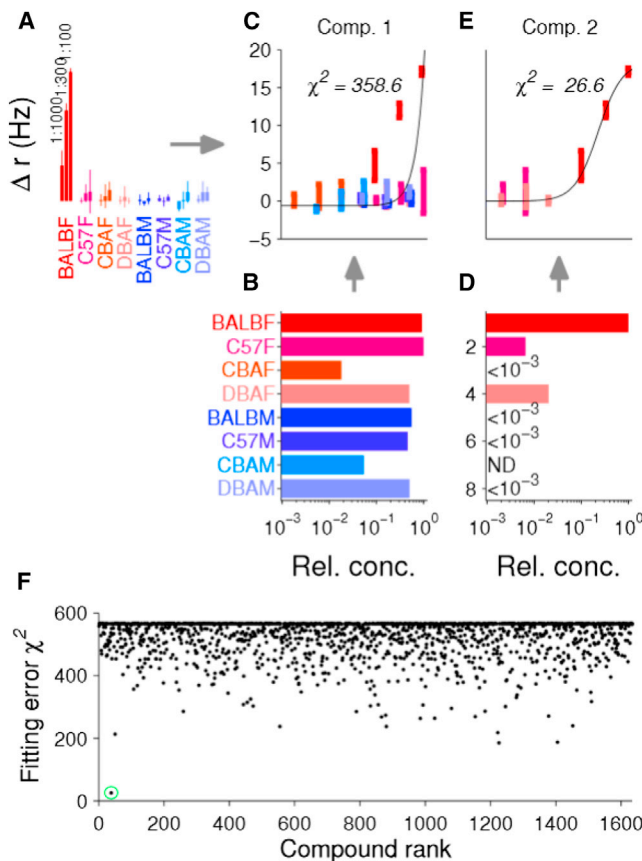 A
Δ r (Hz)
1:1000
1:300
1:100
BALBF
C57F
CBAF
DBAF
BALBM
C57M
CBAM
DBAM
C
Comp. 1
χ² = 358.6
20
15
10
5
0
−5
E
Comp. 2
χ² = 26.6
B
BALBF
C57F
CBAF
DBAF
BALBM
C57M
CBAM
DBAM
10⁻³ 10⁻² 10⁻¹ 10⁰
Rel. conc.
D
2
<10⁻³
4
<10⁻³
6 <10⁻³
ND
8 <10⁻³
10⁻³ 10⁻² 10⁻¹ 10⁰
Rel. conc.
F
Fitting error χ²
600
400
200
0
0 200 400 600 800 1000 1200 1400 1600
Compound rank